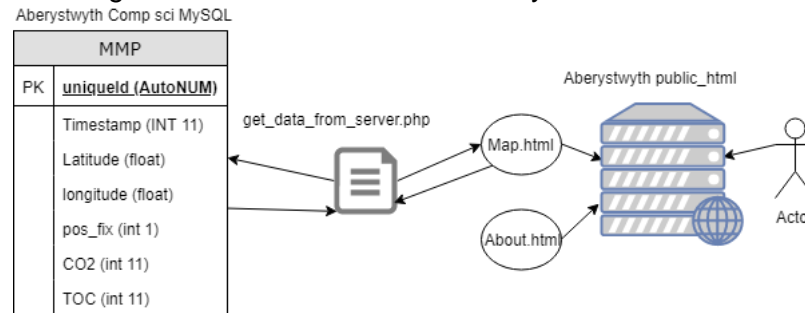 Aberystwyth Comp sci MySQL
MMP
PK uniqueId (AutoNUM)
Timestamp (INT 11)
Latitude (float)
longitude (float)
pos_fix (int 1)
CO2 (int 11)
TOC (int 11)
get_data_from_server.php
Map.html
About.html
Aberystwyth public_html
Acto